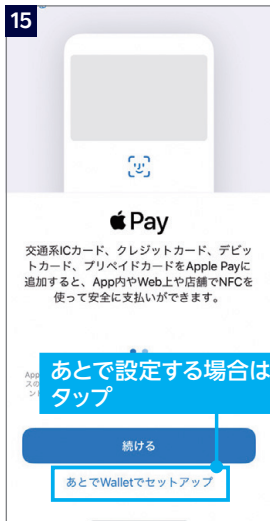 15
Pay
交通系ICカード、クレジットカード、デビッ
トカード、プリペイドカードをApple Payに
追加すると、App内やWeb上や店舗でNFCを
使って安全に支払いができます。
App
スの
あとで設定する場合は
タップ
続ける
あとでWalletでセットアップ